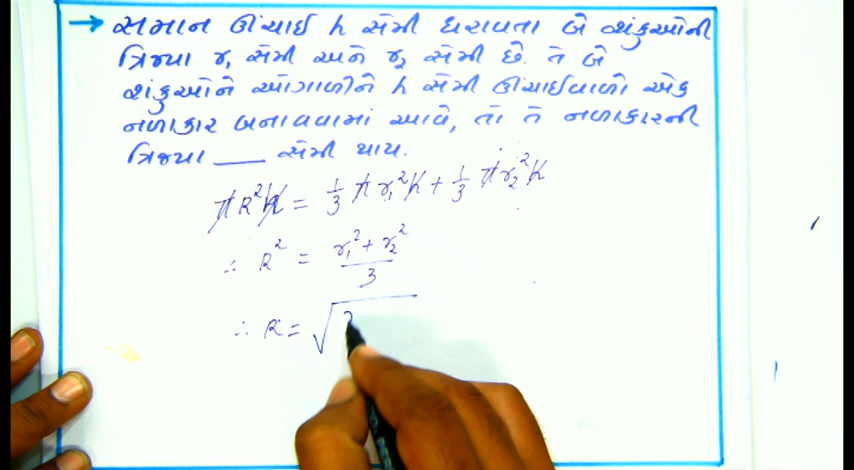 → સમાન ઊંચાઈ h સેમી ધરાવતા બે શંકુઓની
ત્રિજ્યા r₁ સેમી અને r₂ સેમી છે. તે બે
શંકુઓને ઓગાળીને h સેમી ઊંચાઈવાળો એક
નળાકાર બનાવવામાં આવે, તો તે નળાકારની
ત્રિજ્યા ___ સેમી થાય.
πR²h = 1/3 πr₁²h + 1/3 πr₂²h
∴ R² = (r₁² + r₂²)/3
∴ R = √